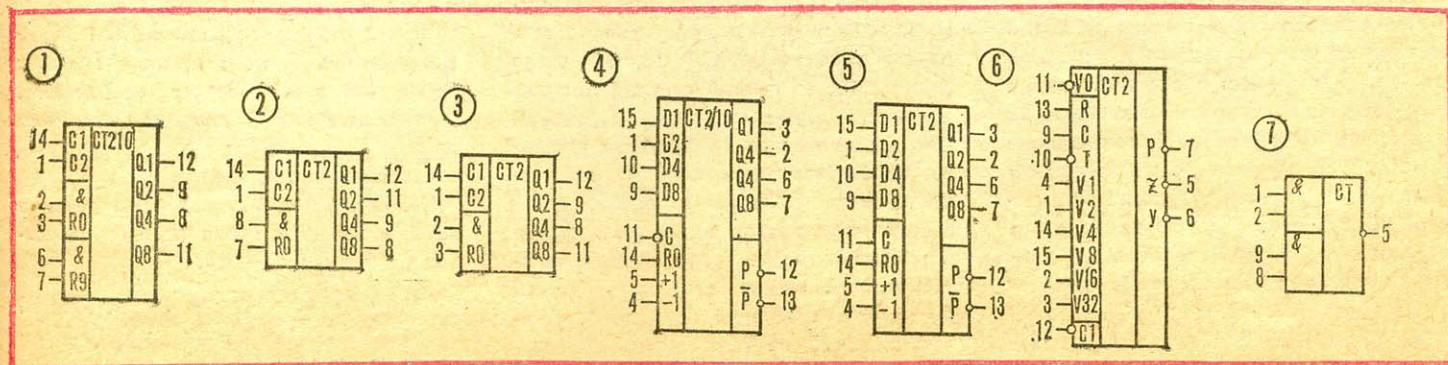 1
14 C1 CT210 Q1 12
1 C2 Q2 9
2 & Q4 8
3 R0 Q8 11
6 &
7 R9
2
14 C1 CT2 Q1 12
1 C2 Q2 11
8 & Q4 9
7 R0 Q8 8
3
14 C1 CT2 Q1 12
1 C2 Q2 9
2 & Q4 8
3 R0 Q8 11
4
15 D1 CT2/10 Q1 3
1 C2 Q4 2
10 D4 Q4 6
9 D8 Q8 7
11 C
14 R0
5 +1 P 12
4 -1 P̅ 13
5
15 D1 CT2 Q1 3
1 D2 Q2 2
10 D4 Q4 6
9 D8 Q8 7
11 C
14 R0
5 +1 P 12
4 -1 P̅ 13
6
11 V0 CT2
13 R
9 C
10 T P 7
4 V1 Z 5
1 V2 Y 6
14 V4
15 V8
2 V16
3 V32
12 C1
7
1 & CT
2 5
9 &
8